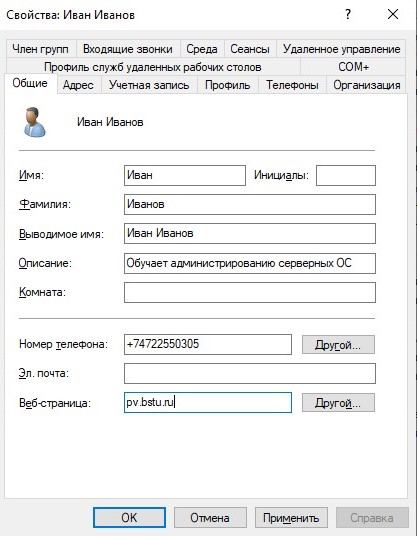 Свойства: Иван Иванов ? ×
Член групп Входящие звонки Среда Сеансы Удаленное управление
Профиль служб удаленных рабочих столов COM+
Общие Адрес Учетная запись Профиль Телефоны Организация
Иван Иванов
Имя: Иван Инициалы:
Фамилия: Иванов
Выводимое имя: Иван Иванов
Описание: Обучает администрированию серверных ОС
Комната:
Номер телефона: +74722550305 Другой...
Эл. почта:
Веб-страница: pv.bstu.ru Другой...
OK Отмена Применить Справка